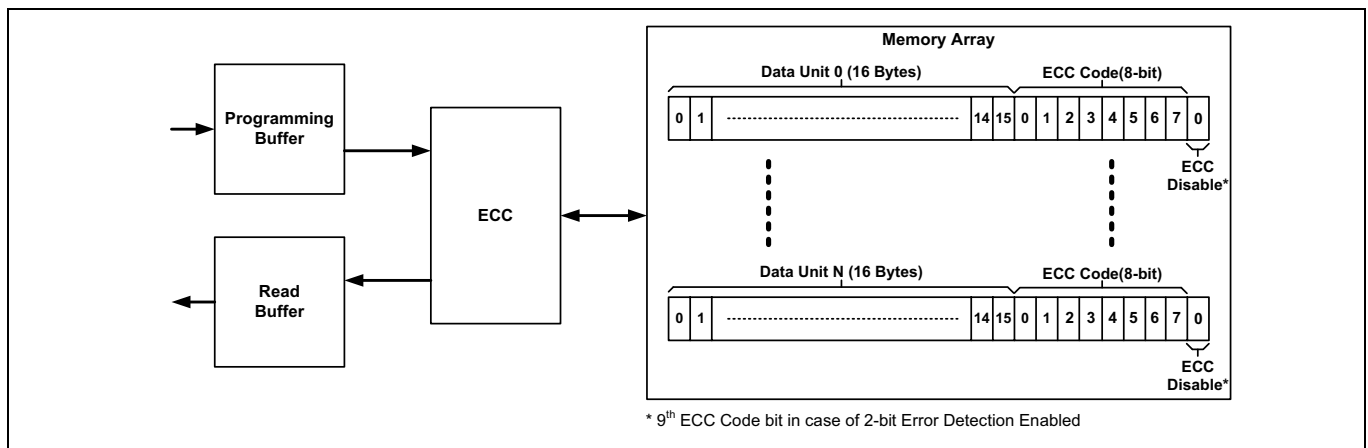 Memory Array
Data Unit 0 (16 Bytes)
ECC Code(8-bit)
0 1 14 15 0 1 2 3 4 5 6 7 0
ECC
Disable*
Programming
Buffer
ECC
Read
Buffer
Data Unit N (16 Bytes)
ECC Code(8-bit)
0 1 14 15 0 1 2 3 4 5 6 7 0
ECC
Disable*
* 9th ECC Code bit in case of 2-bit Error Detection Enabled